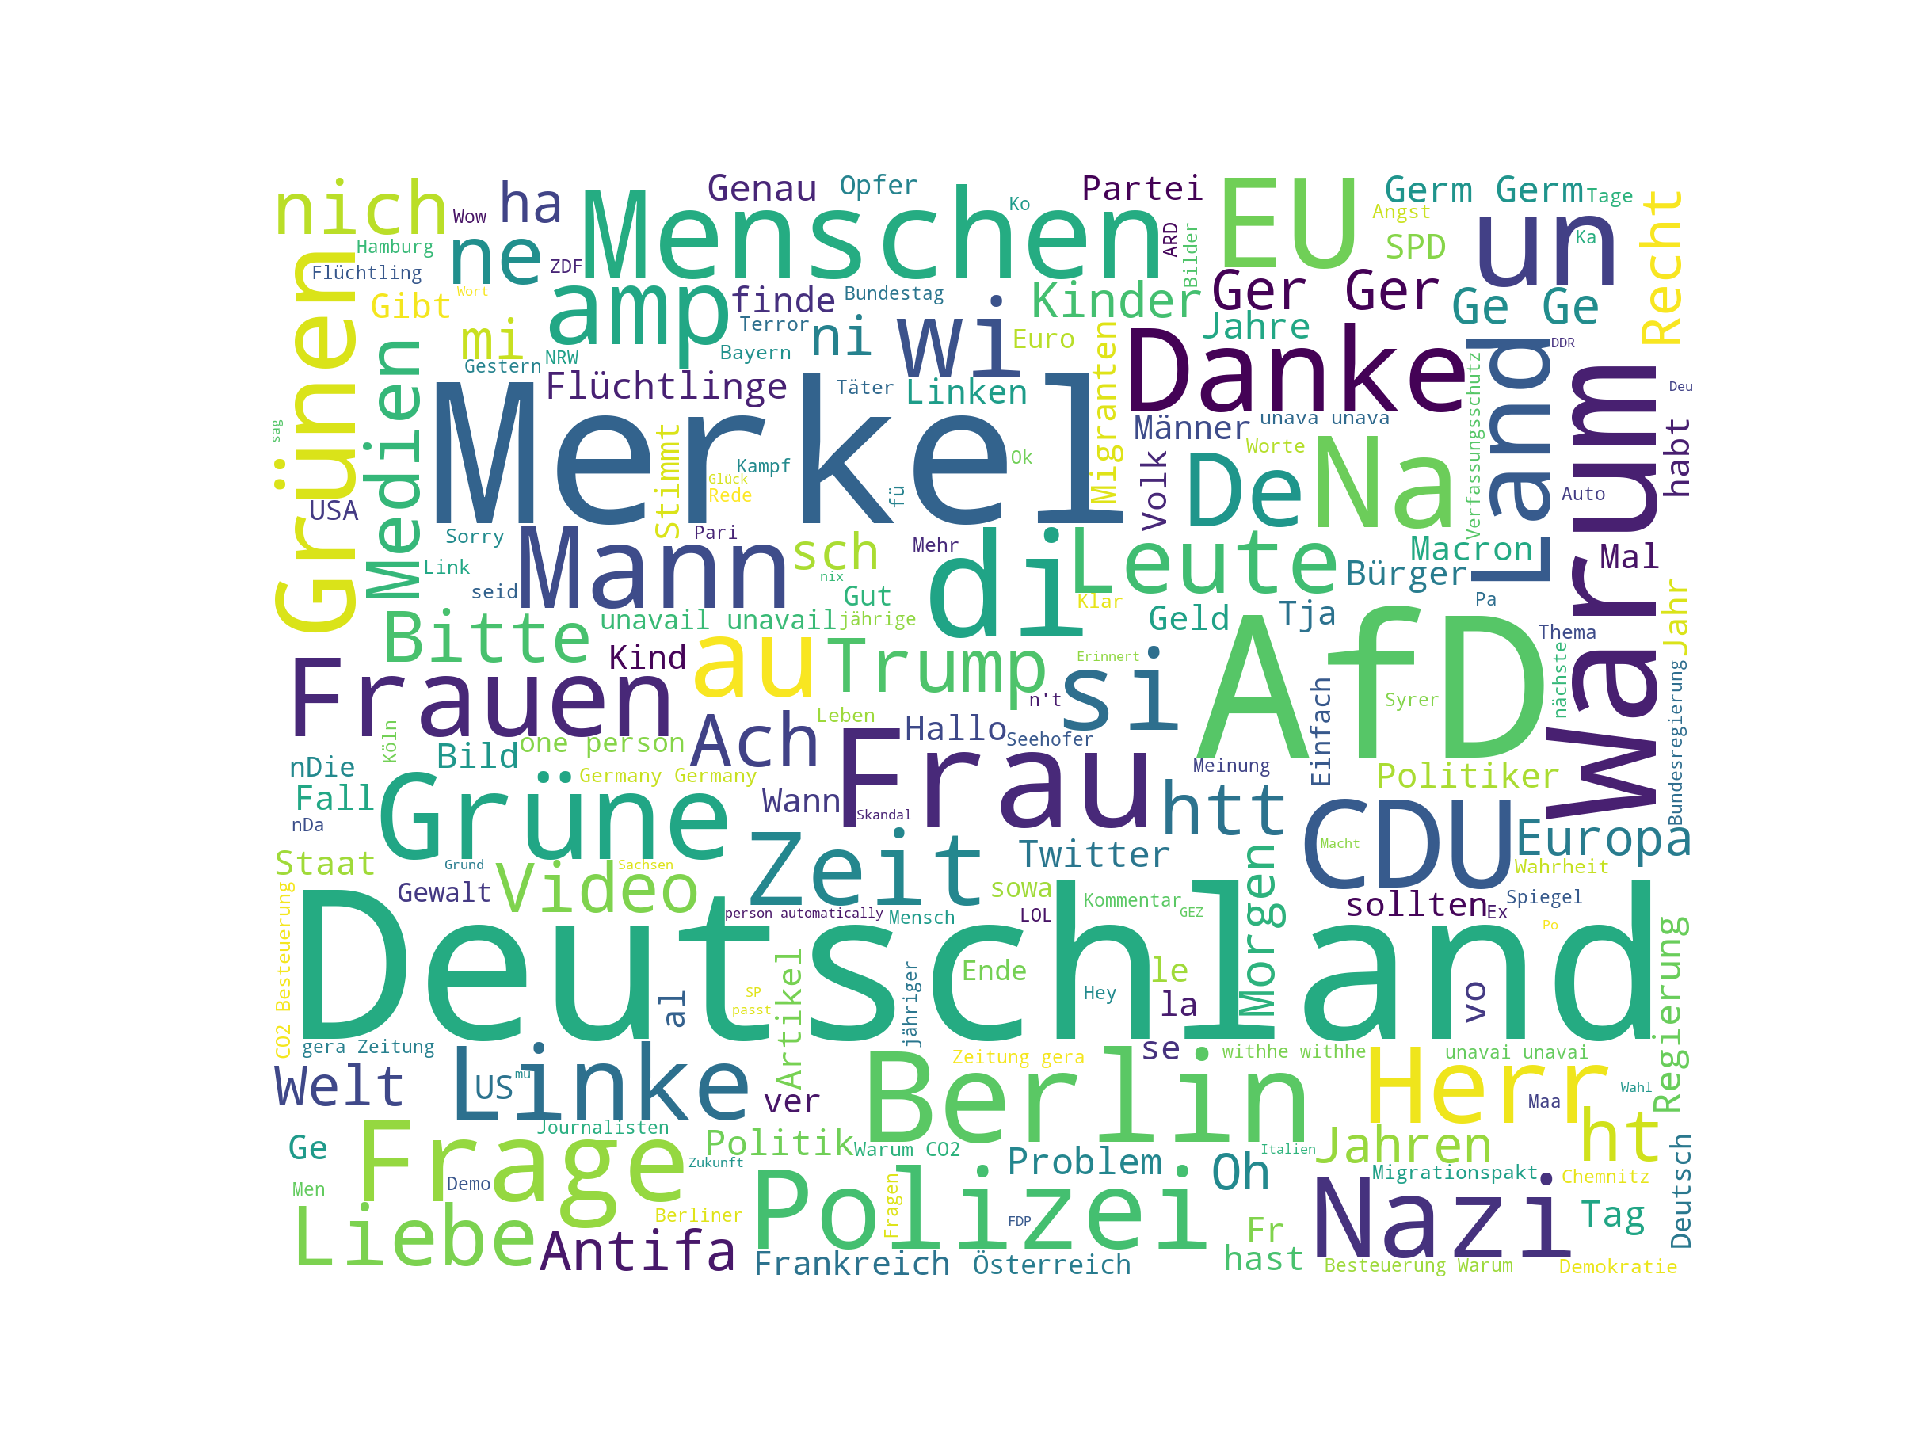 nich
Wow
ha
Menschen
Genau
Opfer
Ko
Partei
ARD
Bilder
EU
Germ Germ
Tage
Angst
SPD
un
Ka
Recht
Hamburg
Flüchtling
ne
ZDF
Grünen
Gibt
Wort
mi
Gestern
NRW
amp
finde
Terror
Bayern
Bundestag
ni
wi
Euro
Kinder
Ger Ger
Jahre
Ge Ge
DDR
Medien
Flüchtlinge
Täter
Linken
Migranten
Danke
Verfassungsschutz
Land
Warum
Deu
habt
sag
Merkel
Stimmt
Kampf
Glück
Rede
fü
Ok
Männer
unava unava
Worte
Volk
De
Na
Auto
USA
Sorry
Link
seid
Mann
Pari
sch
nix
Mehr
Gut
di
Leute
Klar
Macron
Bürger
Mal
Pa
Jahr
Bitte
unavail unavail
jährige
Geld
Tja
Thema
nächste
Bundesregierung
Frauen
Kind
au
Trump
Erinnert
n't
si
AfD
Syrer
Einfach
Köln
Bild
one person
Ach
Leben
Hallo
Seehofer
Meinung
Politiker
nDie
Fall
nDa
Grüne
Germany Germany
Wann
Frau
Skandal
htt
CDU
Macht
Europa
Staat
Grund
Sachsen
Gewalt
Video
Zeit
Twitter
sowa
Kommentar
GEZ
Morgen
sollten
Ex
Spiegel
Wahrheit
Po
CO2 Besteuerung
Deutschland
person automatically
Mensch
LOL
Regierung
al
SP
passt
Artikel
jähriger
Ende
Hey
le
la
vo
gera Zeitung
Welt
Linke
US
mu
ver
Berlin
Zeitung gera
se
withhe withhe
Herr
unavai unavai
Maa
Wahl
ht
Ge
Men
Frage
Journalisten
Zukunft
Demo
Politik
Warum CO2
Problem
Oh
Italien
Jahren
Migrationspakt
Chemnitz
Deutsch
Liebe
Antifa
Berliner
Polizei
Fragen
FDP
Fr
hast
Nazi
Tag
Frankreich
Österreich
Besteuerung Warum
Demokratie